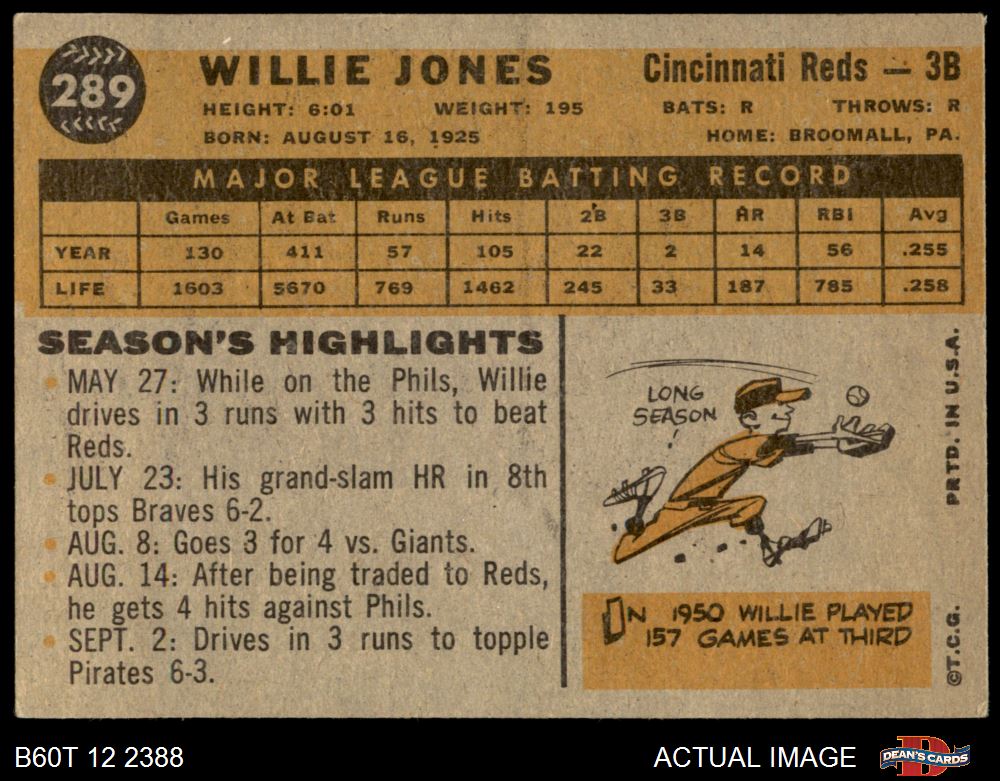 289
WILLIE JONES
Cincinnati Reds — 3B
HEIGHT: 6:01 WEIGHT: 195 BATS: R THROWS: R
BORN: AUGUST 16, 1925 HOME: BROOMALL, PA.
MAJOR LEAGUE BATTING RECORD
Games At Bat Runs Hits 2B 3B HR RBI Avg
YEAR 130 411 57 105 22 2 14 56 .255
LIFE 1603 5670 769 1462 245 33 187 785 .258
SEASON'S HIGHLIGHTS
MAY 27: While on the Phils, Willie
drives in 3 runs with 3 hits to beat
Reds.
JULY 23: His grand-slam HR in 8th
tops Braves 6-2.
AUG. 8: Goes 3 for 4 vs. Giants.
AUG. 14: After being traded to Reds,
he gets 4 hits against Phils.
SEPT. 2: Drives in 3 runs to topple
Pirates 6-3.
LONG
SEASON
IN 1950 WILLIE PLAYED
157 GAMES AT THIRD
©T.C.G. PRTD. IN U.S.A.
B60T 12 2388
ACTUAL IMAGE
DEAN'S CARDS